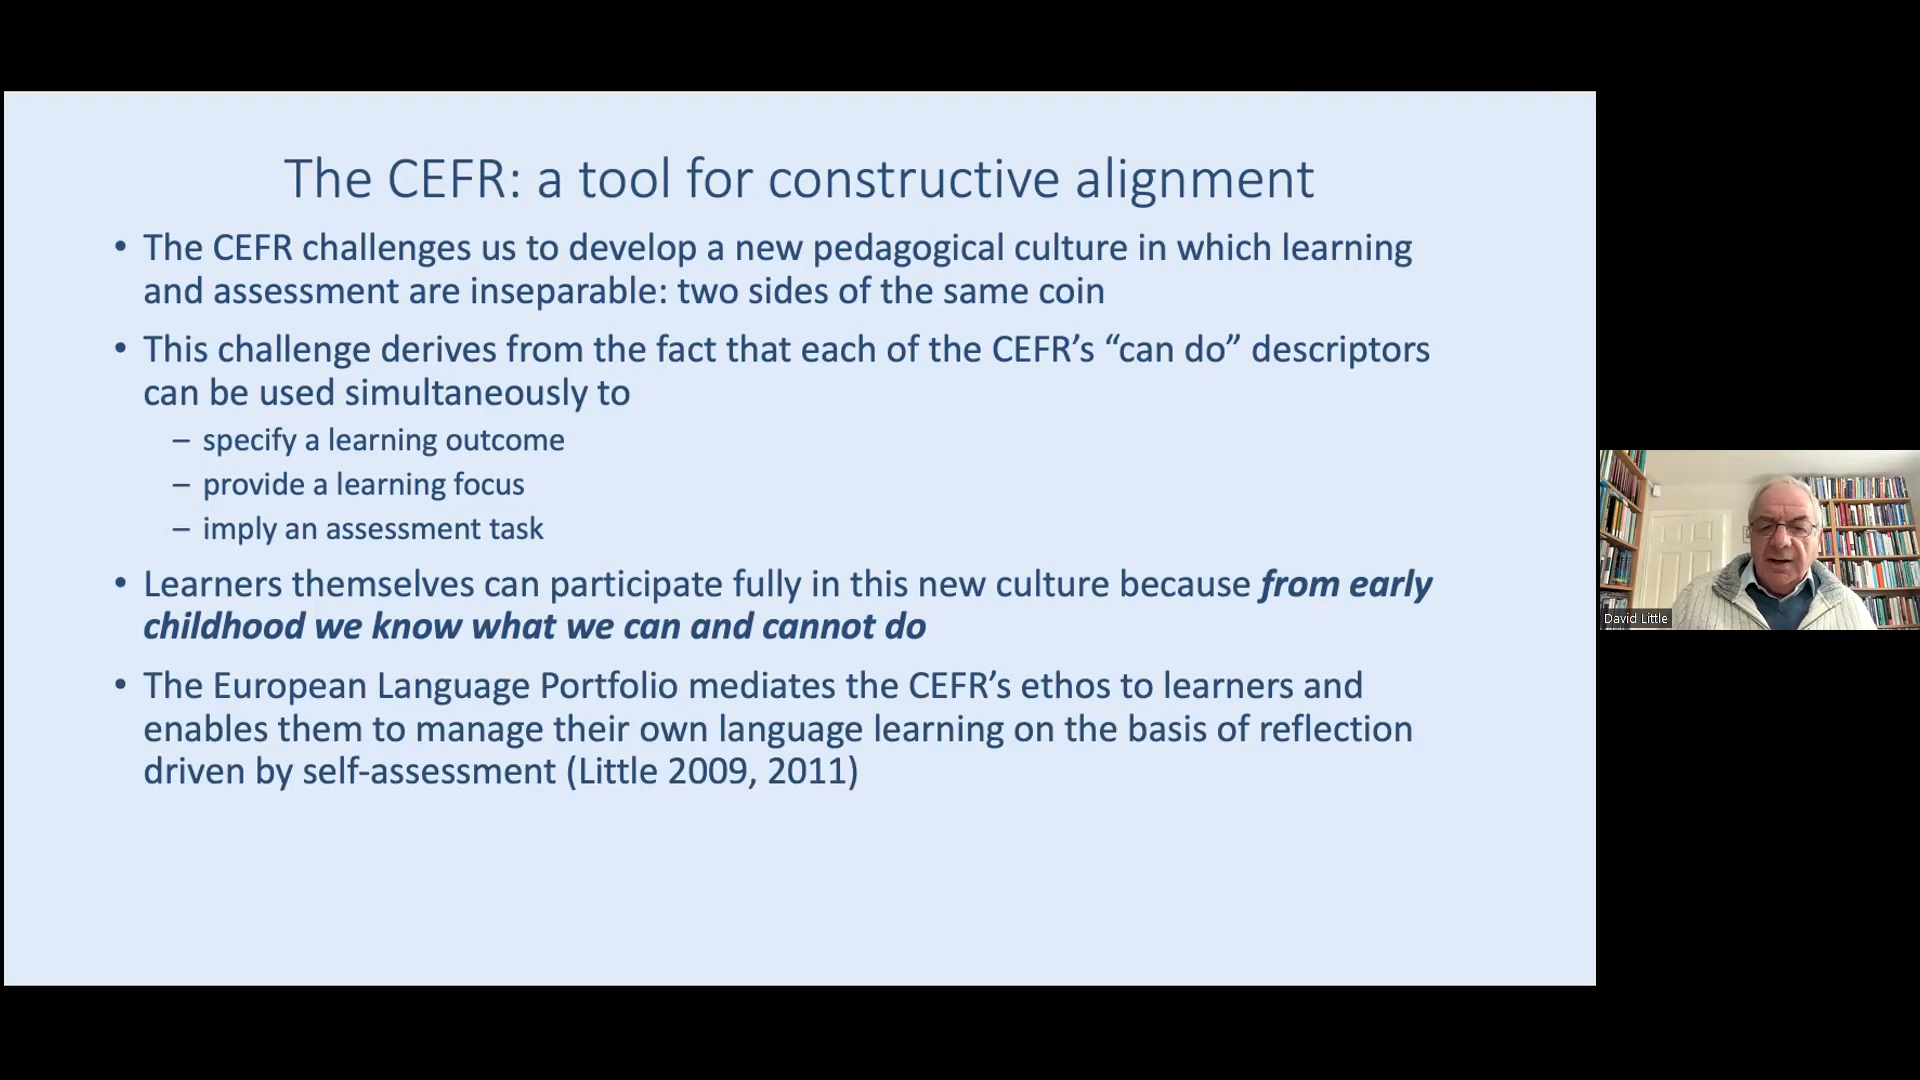 The CEFR: a tool for constructive alignment
• The CEFR challenges us to develop a new pedagogical culture in which learning
and assessment are inseparable: two sides of the same coin
• This challenge derives from the fact that each of the CEFR’s “can do” descriptors
can be used simultaneously to
– specify a learning outcome
– provide a learning focus
– imply an assessment task
• Learners themselves can participate fully in this new culture because from early
childhood we know what we can and cannot do
• The European Language Portfolio mediates the CEFR’s ethos to learners and
enables them to manage their own language learning on the basis of reflection
driven by self-assessment (Little 2009, 2011)
David Little